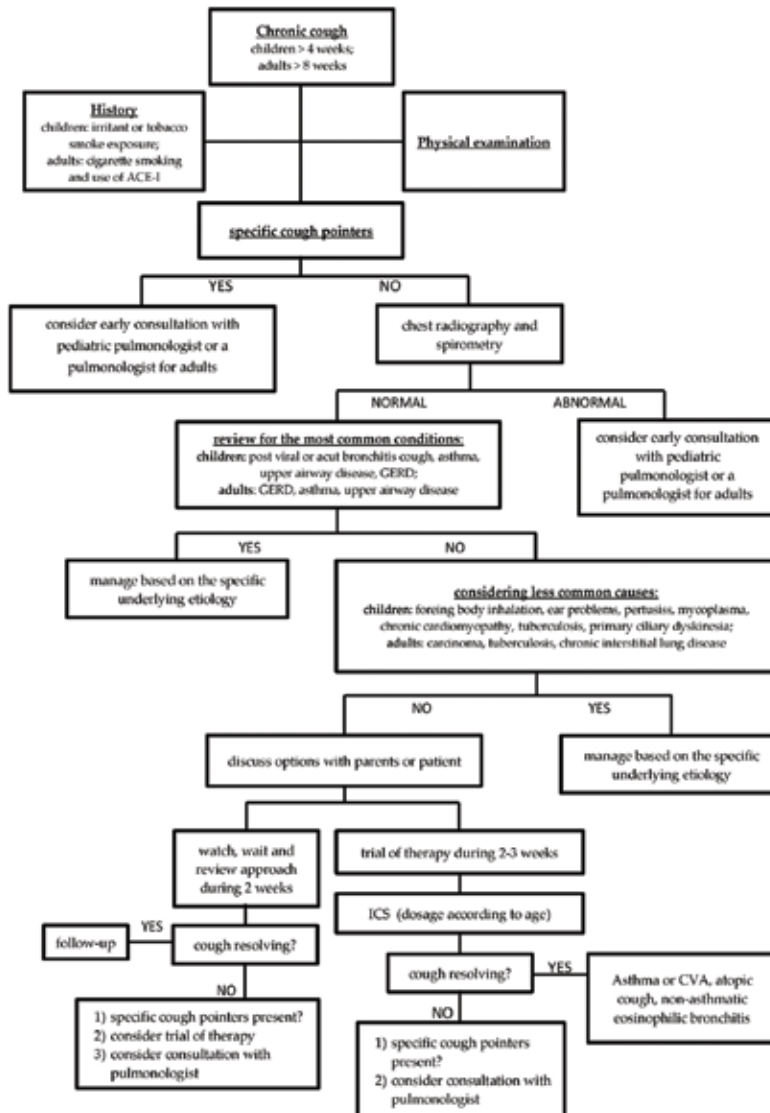 Chronic cough
children > 4 weeks;
adults > 8 weeks
History
children: irritant or tobacco
smoke exposure;
adults: cigarette smoking
and use of ACE-I
Physical examination
specific cough pointers
YES
NO
consider early consultation with
pediatric pulmonologist or a
pulmonologist for adults
chest radiography and
spirometry
NORMAL
ABNORMAL
review for the most common conditions:
children: post viral or acut bronchitis cough, asthma,
upper airway disease, GERD;
adults: GERD, asthma, upper airway disease
consider early consultation
with pediatric
pulmonologist or a
pulmonologist for adults
YES
NO
manage based on the specific
underlying etiology
considering less common causes:
children: foreing body inhalation, ear problems, pertusiss, mycoplasma,
chronic cardiomyopathy, tuberculosis, primary ciliary dyskinesia;
adults: carcinoma, tuberculosis, chronic interstitial lung disease
NO
YES
discuss options with parents or patient
manage based on the specific
underlying etiology
watch, wait and
review approach
during 2 weeks
trial of therapy during 2-3 weeks
ICS (dosage according to age)
follow-up
YES
cough resolving?
cough resolving?
YES
Asthma or CVA, atopic
cough, non-asthmatic
eosinophilic bronchitis
NO
1) specific cough pointers present?
2) consider trial of therapy
3) consider consultation with
pulmonologist
NO
1) specific cough pointers
present?
2) consider consultation with
pulmonologist